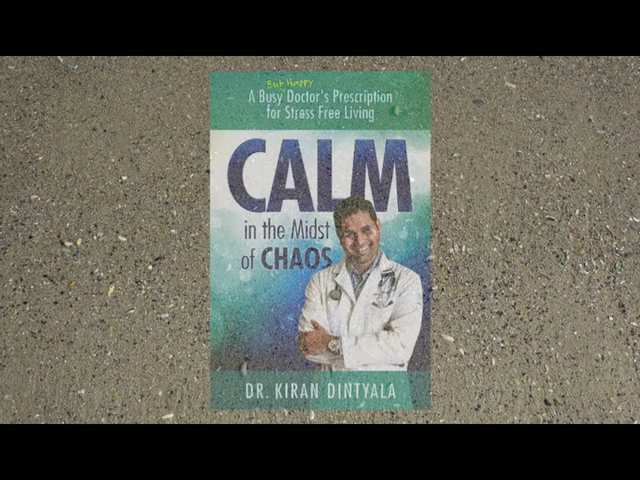 But Happy
A Busy Doctor's Prescription
for Stress Free Living
CALM
in the Midst
of CHAOS
DR. KIRAN DINTYALA